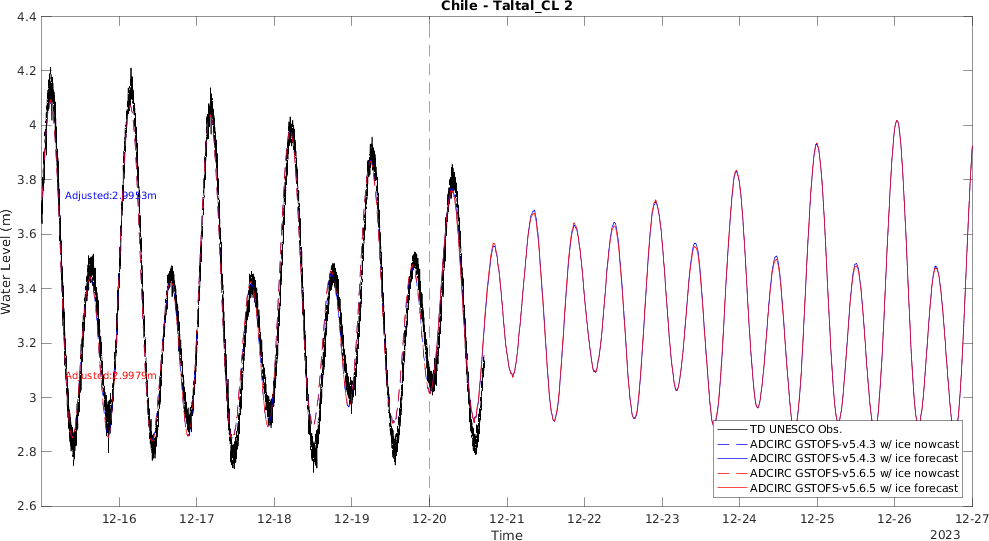 Chile - Taltal_CL 2
4.4
4.2
4
3.8
3.6
3.4
3.2
3
2.8
2.6
Water Level (m)
Adjusted:2.9953m
Adjusted:2.9979m
TD UNESCO Obs.
ADCIRC GSTOFS-v5.4.3 w/ ice nowcast
ADCIRC GSTOFS-v5.4.3 w/ ice forecast
ADCIRC GSTOFS-v5.6.5 w/ ice nowcast
ADCIRC GSTOFS-v5.6.5 w/ ice forecast
12-16 12-17 12-18 12-19 12-20 12-21 12-22 12-23 12-24 12-25 12-26 12-27
Time
2023